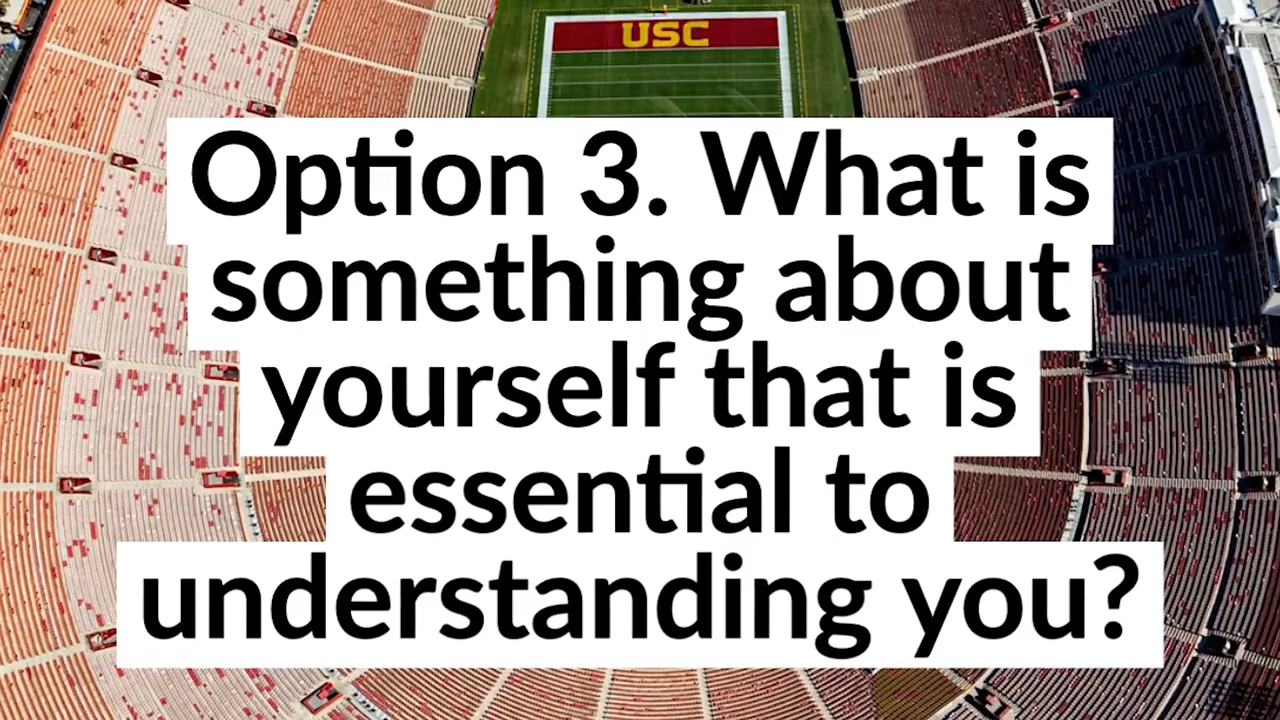 USC
Option 3. What is
something about
yourself that is
essential to
understanding you?